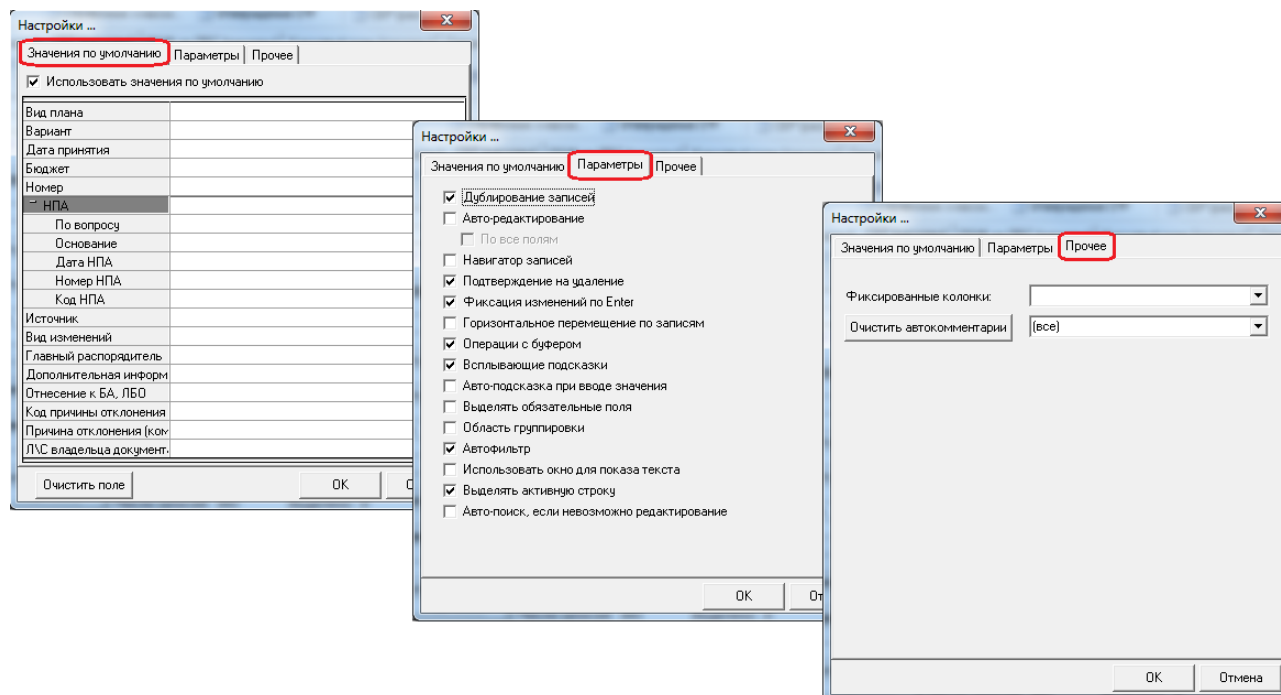 Настройки ...
Значения по умолчанию Параметры Прочее
Использовать значения по умолчанию
Вид плана
Вариант
Дата принятия
Бюджет
Номер
НПА
По вопросу
Основание
Дата НПА
Номер НПА
Код НПА
Источник
Вид изменений
Главный распорядитель
Дополнительная информ
Отнесение к БА, ЛБО
Код причины отклонения
Причина отклонения (ком
Л\С владельца документ.
Очистить поле ОК
Настройки ...
Значения по умолчанию Параметры Прочее
Дублирование записей
Авто-редактирование
По все полям
Навигатор записей
Подтверждение на удаление
Фиксация изменений по Enter
Горизонтальное перемещение по записям
Операции с буфером
Всплывающие подсказки
Авто-подсказка при вводе значения
Выделять обязательные поля
Область группировки
Автофильтр
Использовать окно для показа текста
Выделять активную строку
Авто-поиск, если невозможно редактирование
ОК От
Настройки ...
Значения по умолчанию Параметры Прочее
Фиксированные колонки:
Очистить автокомментарии (все)
ОК Отмена